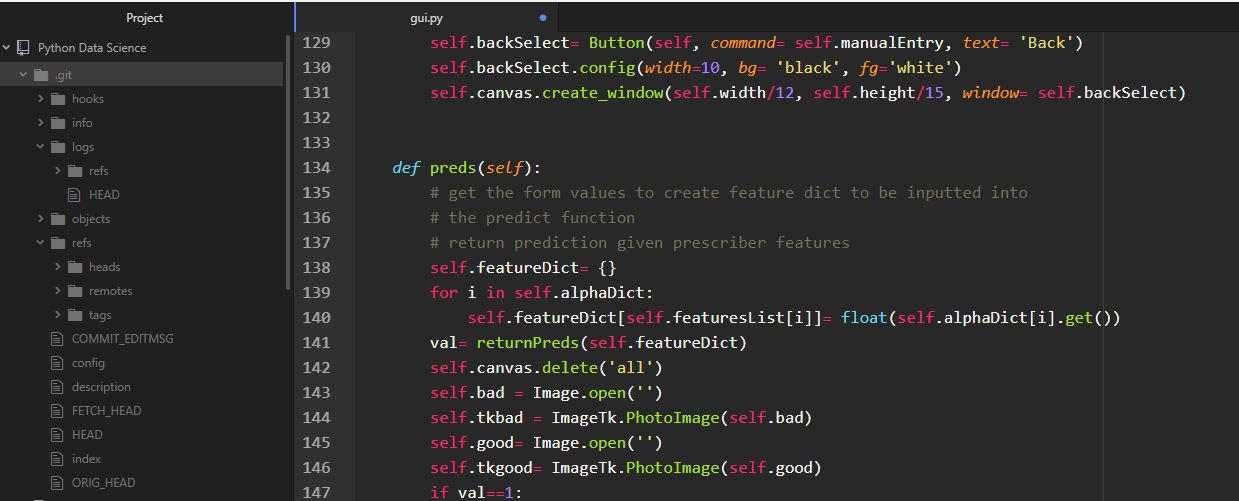 Project
Python Data Science
.git
hooks
info
logs
refs
HEAD
objects
refs
heads
remotes
tags
COMMIT_EDITMSG
config
description
FETCH_HEAD
HEAD
index
ORIG_HEAD
gui.py
129 self.backSelect= Button(self, command= self.manualEntry, text= 'Back')
130 self.backSelect.config(width=10, bg= 'black', fg='white')
131 self.canvas.create_window(self.width/12, self.height/15, window= self.backSelect)
132
133
134 def preds(self):
135 # get the form values to create feature dict to be inputted into
136 # the predict function
137 # return prediction given prescriber features
138 self.featureDict= {}
139 for i in self.alphaDict:
140 self.featureDict[self.featuresList[i]]= float(self.alphaDict[i].get())
141 val= returnPreds(self.featureDict)
142 self.canvas.delete('all')
143 self.bad = Image.open('')
144 self.tkbad = ImageTk.PhotoImage(self.bad)
145 self.good= Image.open('')
146 self.tkgood= ImageTk.PhotoImage(self.good)
147 if val==1: